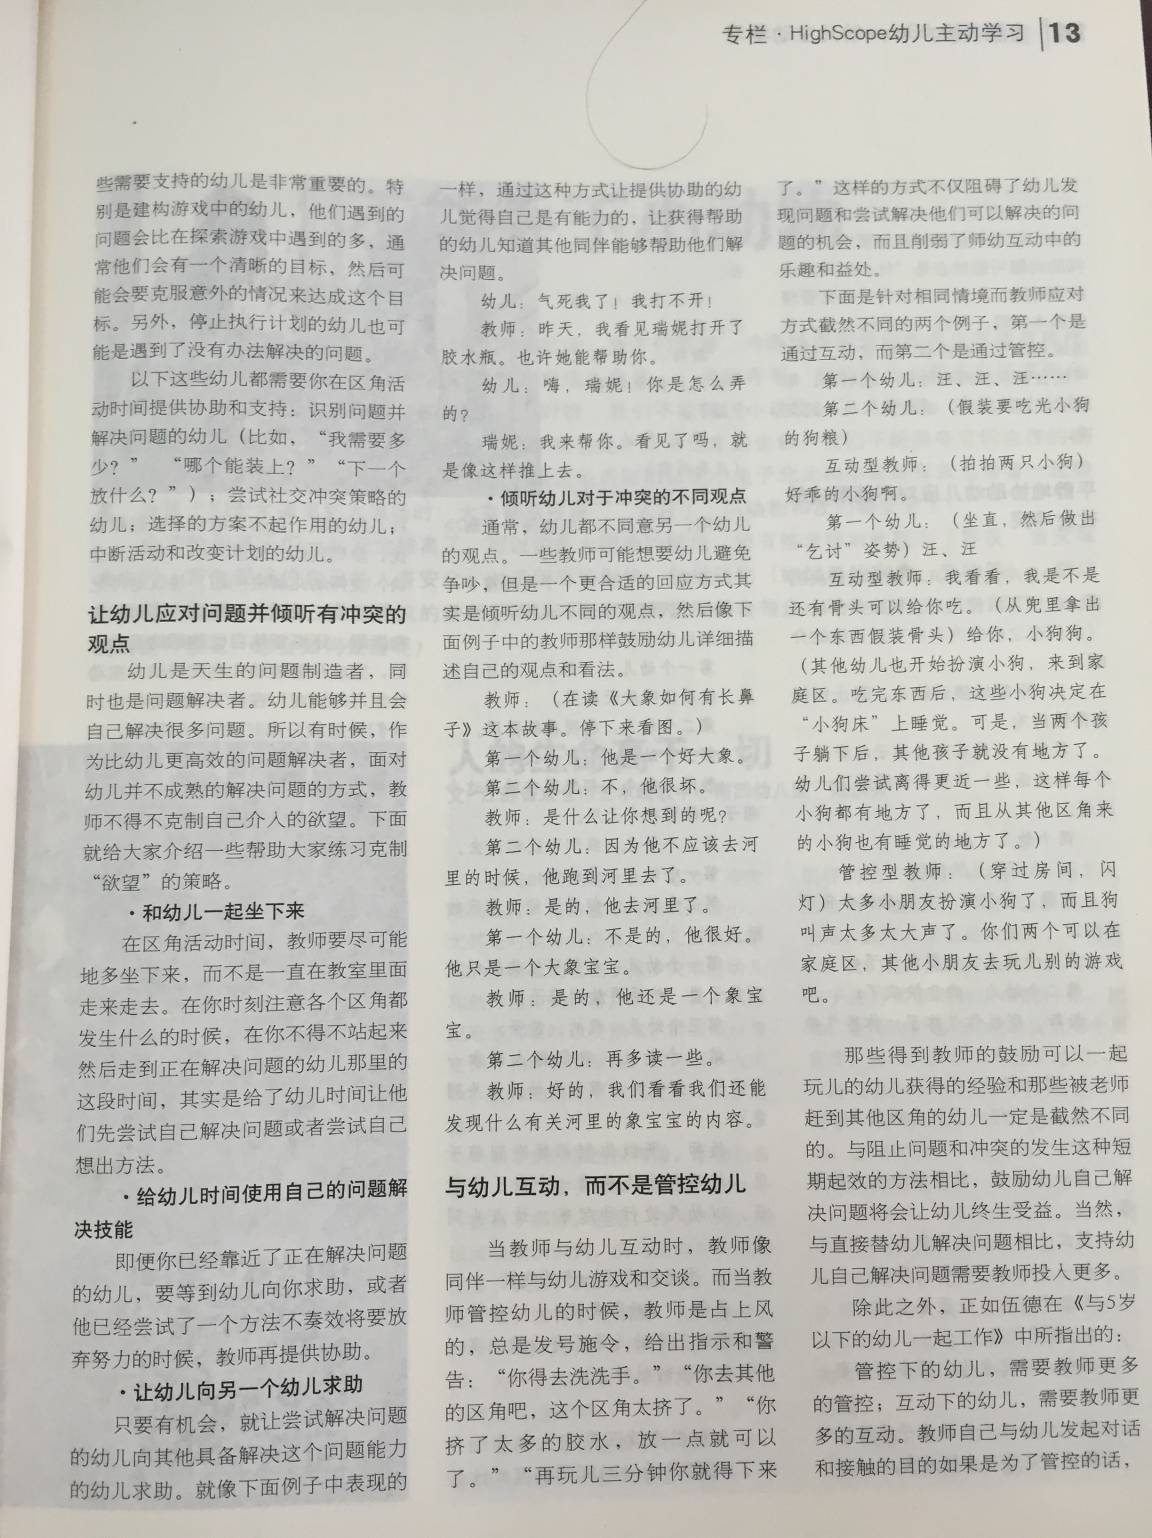 专栏·HighScope幼儿主动学习 13
些需要支持的幼儿是非常重要的。特
别是建构游戏中的幼儿，他们遇到的
问题会比在探索游戏中遇到的多，通
常他们会有一个清晰的目标，然后可
能会要克服意外的情况来达成这个目
标。另外，停止执行计划的幼儿也可
能是遇到了没有办法解决的问题。
以下这些幼儿都需要你在区角活
动时间提供协助和支持：识别问题并
解决问题的幼儿（比如，“我需要多
少？” “哪个能装上？”“下一个
放什么？”）；尝试社交冲突策略的
幼儿；选择的方案不起作用的幼儿；
中断活动和改变计划的幼儿。
让幼儿应对问题并倾听有冲突的
观点
幼儿是天生的问题制造者，同
时也是问题解决者。幼儿能够并且会
自己解决很多问题。所以有时候，作
为比幼儿更高效的问题解决者，面对
幼儿并不成熟的解决问题的方式，教
师不得不克制自己介入的欲望。下面
就给大家介绍一些帮助大家练习克制
“欲望”的策略。
·和幼儿一起坐下来
在区角活动时间，教师要尽可能
地多坐下来，而不是一直在教室里面
走来走去。在你时刻注意各个区角都
发生什么的时候，在你不得不站起来
然后走到正在解决问题的幼儿那里的
这段时间，其实是给了幼儿时间让他
们先尝试自己解决问题或者尝试自己
想出方法。
·给幼儿时间使用自己的问题解
决技能
即便你已经靠近了正在解决问题
的幼儿，要等到幼儿向你求助，或者
他已经尝试了一个方法不奏效将要放
弃努力的时候，教师再提供协助。
·让幼儿向另一个幼儿求助
只要有机会，就让尝试解决问题
的幼儿向其他具备解决这个问题能力
的幼儿求助。就像下面例子中表现的
一样，通过这种方式让提供协助的幼
儿觉得自己是有能力的，让获得帮助
的幼儿知道其他同伴能够帮助他们解
决问题。
幼儿：气死我了！我打不开！
教师：昨天，我看见瑞妮打开了
胶水瓶。也许她能帮助你。
幼儿：嗨，瑞妮！你是怎么弄
的？
瑞妮：我来帮你。看见了吗，就
是像这样推上去。
·倾听幼儿对于冲突的不同观点
通常，幼儿都不同意另一个幼儿
的观点。一些教师可能想要幼儿避免
争吵，但是一个更合适的回应方式其
实是倾听幼儿不同的观点，然后像下
面例子中的教师那样鼓励幼儿详细描
述自己的观点和看法。
教师：（在读《大象如何有长鼻
子》这本故事。停下来看图。）
第一个幼儿：他是一个好大象。
第二个幼儿：不，他很坏。
教师：是什么让你想到的呢？
第二个幼儿：因为他不应该去河
里的时候，他跑到河里去了。
教师：是的，他去河里了。
第一个幼儿：不是的，他很好。
他只是一个大象宝宝。
教师：是的，他还是一个象宝
宝。
第二个幼儿：再多读一些。
教师：好的，我们看看我们还能
发现什么有关河里的象宝宝的内容。
与幼儿互动，而不是管控幼儿
当教师与幼儿互动时，教师像
同伴一样与幼儿游戏和交谈。而当教
师管控幼儿的时候，教师是占上风
的，总是发号施令，给出指示和警
告：“你得去洗洗手。”“你去其他
的区角吧，这个区角太挤了。”“你
挤了太多的胶水，放一点就可以
了。”“再玩儿三分钟你就得下来
了。”这样的方式不仅阻碍了幼儿发
现问题和尝试解决他们可以解决的问
题的机会，而且削弱了师幼互动中的
乐趣和益处。
下面是针对相同情境而教师应对
方式截然不同的两个例子，第一个是
通过互动，而第二个是通过管控。
第一个幼儿：汪、汪、汪……
第二个幼儿：（假装要吃光小狗
的狗粮）
互动型教师：（拍拍两只小狗）
好乖的小狗啊。
第一个幼儿：（坐直，然后做出
“乞讨”姿势）汪、汪
互动型教师：我看看，我是不是
还有骨头可以给你吃。（从兜里拿出
一个东西假装骨头）给你，小狗狗。
（其他幼儿也开始扮演小狗，来到家
庭区。吃完东西后，这些小狗决定在
“小狗床”上睡觉。可是，当两个孩
子躺下后，其他孩子就没有地方了。
幼儿们尝试离得更近一些，这样每个
小狗都有地方了，而且从其他区角来
的小狗也有睡觉的地方了。）
管控型教师：（穿过房间，闪
灯）太多小朋友扮演小狗了，而且狗
叫声太多太大声了。你们两个可以在
家庭区，其他小朋友去玩儿别的游戏
吧。
那些得到教师的鼓励可以一起
玩儿的幼儿获得的经验和那些被老师
赶到其他区角的幼儿一定是截然不同
的。与阻止问题和冲突的发生这种短
期起效的方法相比，鼓励幼儿自己解
决问题将会让幼儿终生受益。当然，
与直接替幼儿解决问题相比，支持幼
儿自己解决问题需要教师投入更多。
除此之外，正如伍德在《与5岁
以下的幼儿一起工作》中所指出的：
管控下的幼儿，需要教师更多
的管控；互动下的幼儿，需要教师更
多的互动。教师自己与幼儿发起对话
和接触的目的如果是为了管控的话，